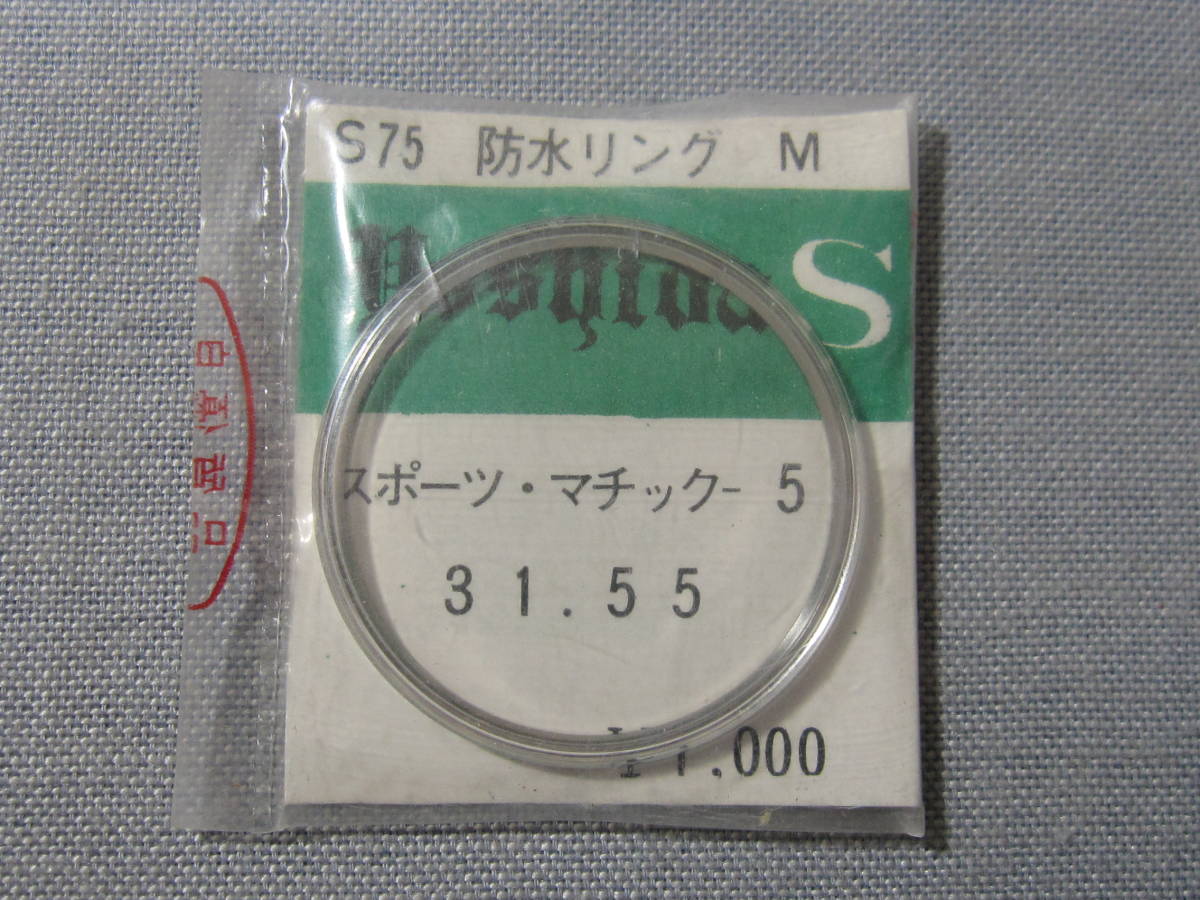 S75 防水リング M
Yoshida S
スポーツ・マチック- 5
31.55
¥1,000